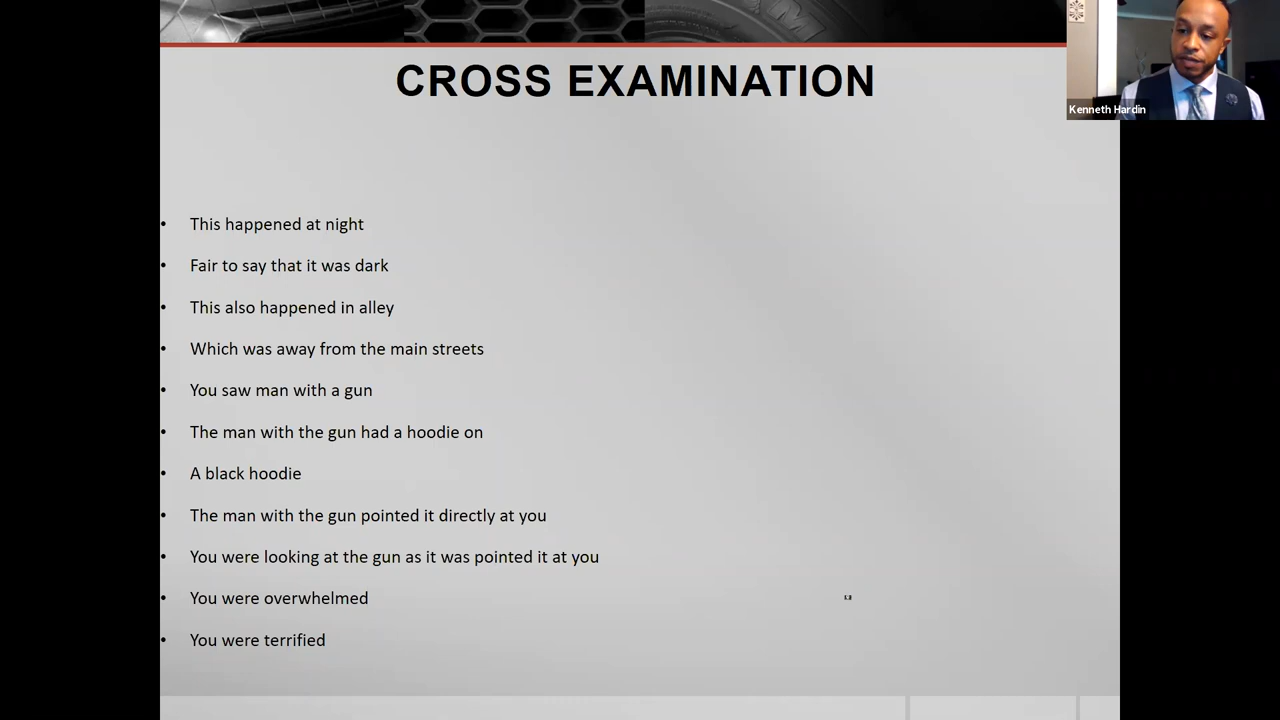 CROSS EXAMINATION
Kenneth Hardin
• This happened at night
• Fair to say that it was dark
• This also happened in alley
• Which was away from the main streets
• You saw man with a gun
• The man with the gun had a hoodie on
• A black hoodie
• The man with the gun pointed it directly at you
• You were looking at the gun as it was pointed it at you
• You were overwhelmed
• You were terrified